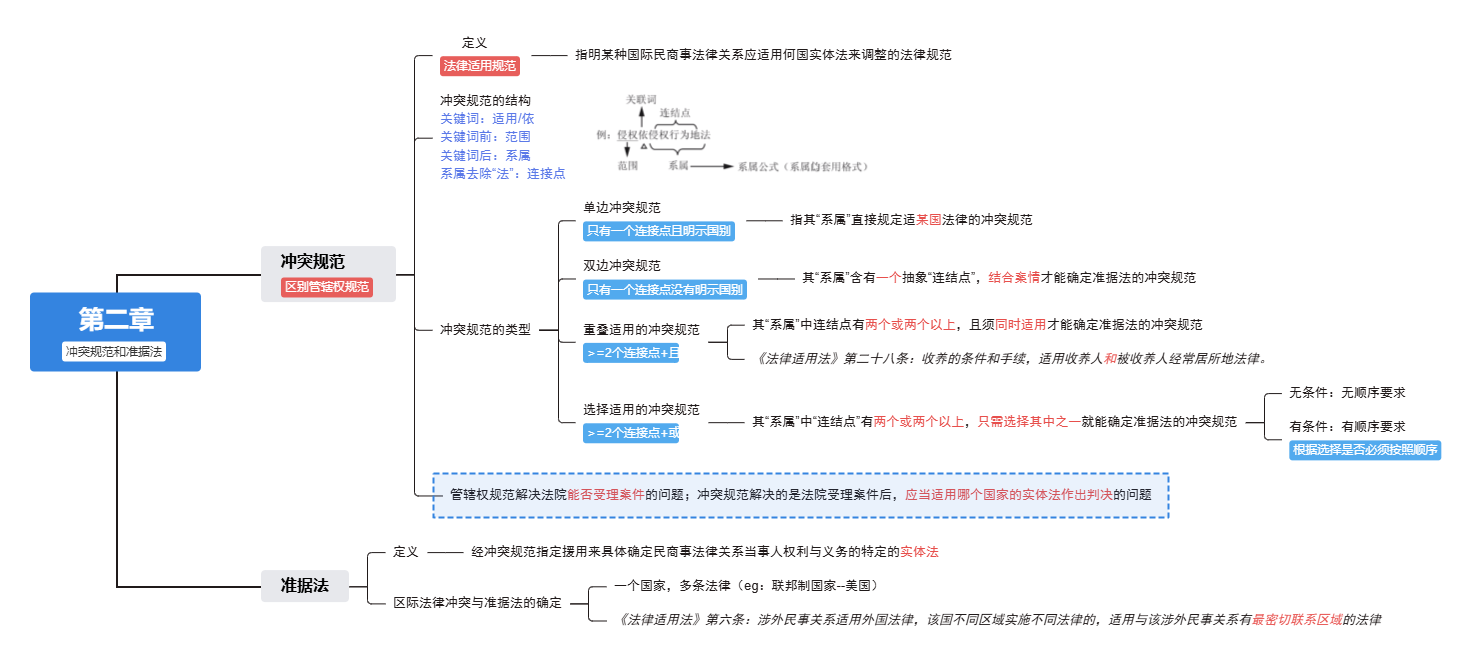 第二章
冲突规范和准据法
冲突规范
区别管辖权规范
定义
法律适用规范
指明某种国际民商事法律关系应适用何国实体法来调整的法律规范
冲突规范的结构
关键词：适用/依
关键词前：范围
关键词后：系属
系属去除“法”：连接点
关联词
连结点
例：侵权依侵权行为地法
范围
系属
系属公式（系属的套用格式）
冲突规范的类型
单边冲突规范
只有一个连接点且明示国别
指其“系属”直接规定适某国法律的冲突规范
双边冲突规范
只有一个连接点没有明示国别
其“系属”含有一个抽象“连结点”，结合案情才能确定准据法的冲突规范
重叠适用的冲突规范
>=2个连接点+且
其“系属”中连结点有两个或两个以上，且须同时适用才能确定准据法的冲突规范
《法律适用法》第二十八条：收养的条件和手续，适用收养人和被收养人经常居所地法律。
选择适用的冲突规范
>=2个连接点+或
其“系属”中“连结点”有两个或两个以上，只需选择其中之一就能确定准据法的冲突规范
无条件：无顺序要求
有条件：有顺序要求
根据选择是否必须按照顺序
管辖权规范解决法院能否受理案件的问题；冲突规范解决的是法院受理案件后，应当适用哪个国家的实体法作出判决的问题
准据法
定义
经冲突规范指定援用来具体确定民商事法律关系当事人权利与义务的特定的实体法
区际法律冲突与准据法的确定
一个国家，多条法律（eg：联邦制国家--美国）
《法律适用法》第六条：涉外民事关系适用外国法律，该国不同区域实施不同法律的，适用与该涉外民事关系有最密切联系区域的法律